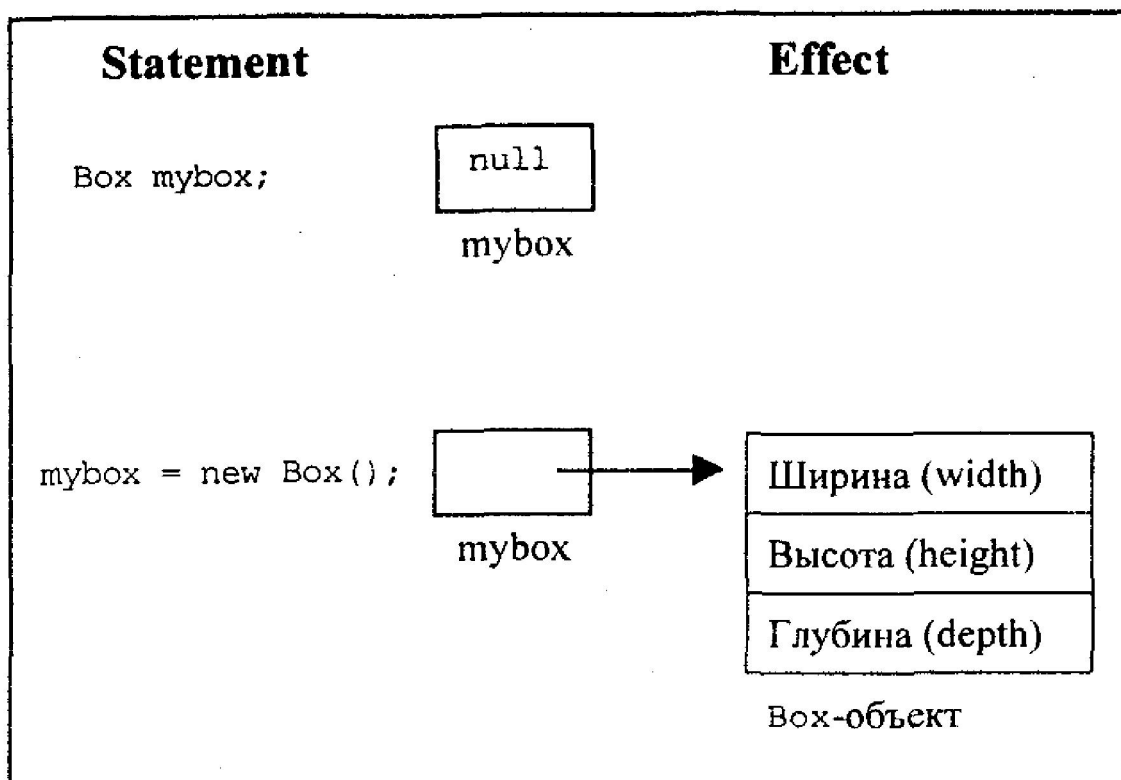 Statement
Effect
Box mybox;
null
mybox
mybox = new Box();
mybox
Ширина (width)
Высота (height)
Глубина (depth)
Box-объект